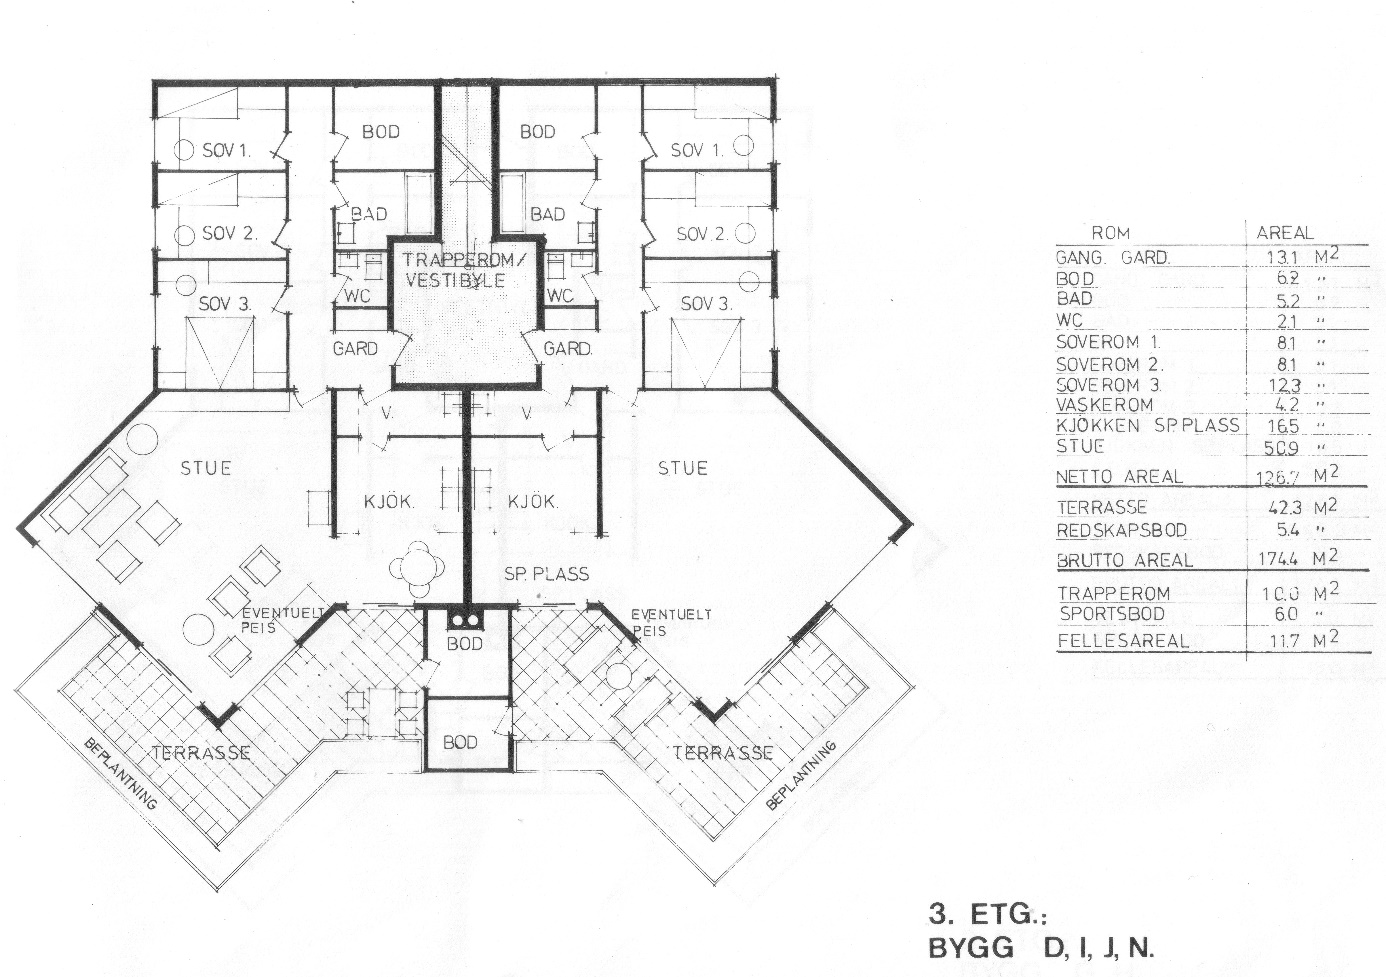 BOD
BOD
SOV 1.
SOV 1.
BAD
BAD
SOV 2.
SOV 2.
TRAPPEROM/
VESTIBYLE
WC
WC
SOV 3.
SOV 3.
GARD
GARD.
V.
V.
STUE
STUE
KJÖK.
KJÖK.
SP. PLASS
EVENTUELT
PEIS
EVENTUELT
PEIS
BOD
BOD
TERRASSE
TERRASSE
BEPLANTNING
BEPLANTNING
ROM AREAL
GANG. GARD. 13.1 M2
BOD 6.2 "
BAD 5.2 "
WC 2.1 "
SOVEROM 1. 8.1 "
SOVEROM 2. 8.1 "
SOVEROM 3. 12.3 "
VASKEROM 4.2 "
KJÖKKEN SP.PLASS 16.5 "
STUE 50.9 "
NETTO AREAL 126.7 M2
TERRASSE 42.3 M2
REDSKAPSBOD 5.4 "
BRUTTO AREAL 174.4 M2
TRAPPEROM 10.0 M2
SPORTSBOD 6.0 "
FELLESAREAL 11.7 M2
3. ETG.:
BYGG D, I, J, N.